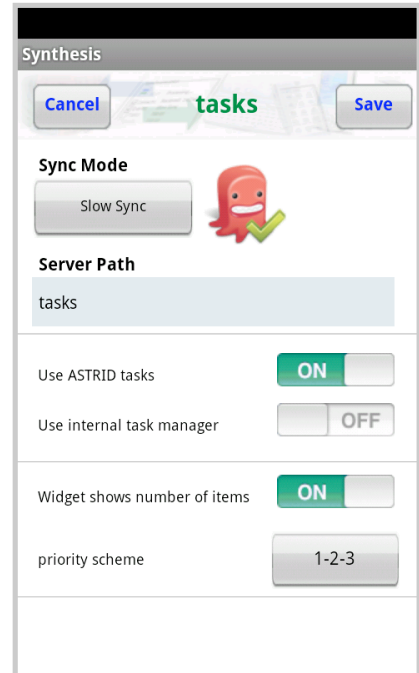 Synthesis
Cancel tasks Save
Sync Mode
Slow Sync
Server Path
tasks
Use ASTRID tasks ON
Use internal task manager OFF
Widget shows number of items ON
priority scheme 1-2-3